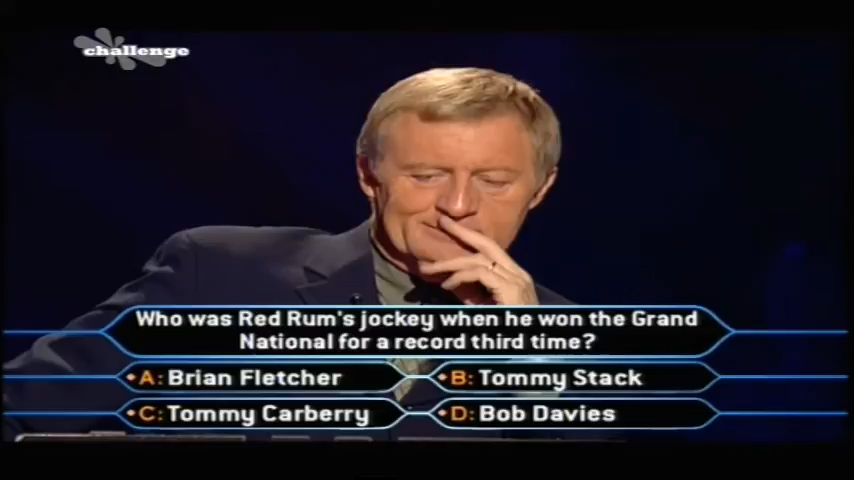 challenge
Who was Red Rum's jockey when he won the Grand
National for a record third time?
A: Brian Fletcher
B: Tommy Stack
C: Tommy Carberry
D: Bob Davies